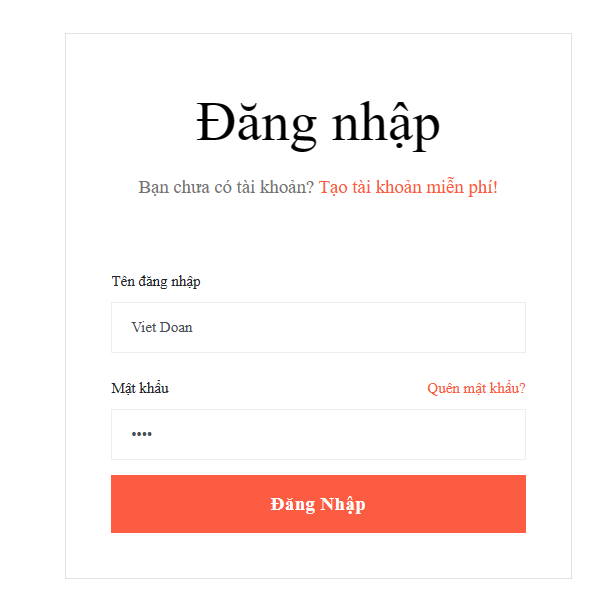 Đăng nhập
Bạn chưa có tài khoản? Tạo tài khoản miễn phí!
Tên đăng nhập
Viet Doan
Mật khẩu Quên mật khẩu?
••••
Đăng Nhập